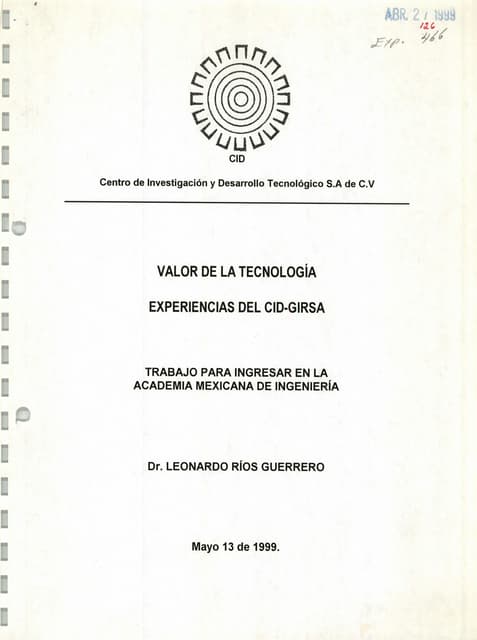 ABR. 27 1999
126
Exp. 466
CID
Centro de Investigación y Desarrollo Tecnológico S.A de C.V
VALOR DE LA TECNOLOGÍA
EXPERIENCIAS DEL CID-GIRSA
TRABAJO PARA INGRESAR EN LA
ACADEMIA MEXICANA DE INGENIERÍA
Dr. LEONARDO RÍOS GUERRERO
Mayo 13 de 1999.